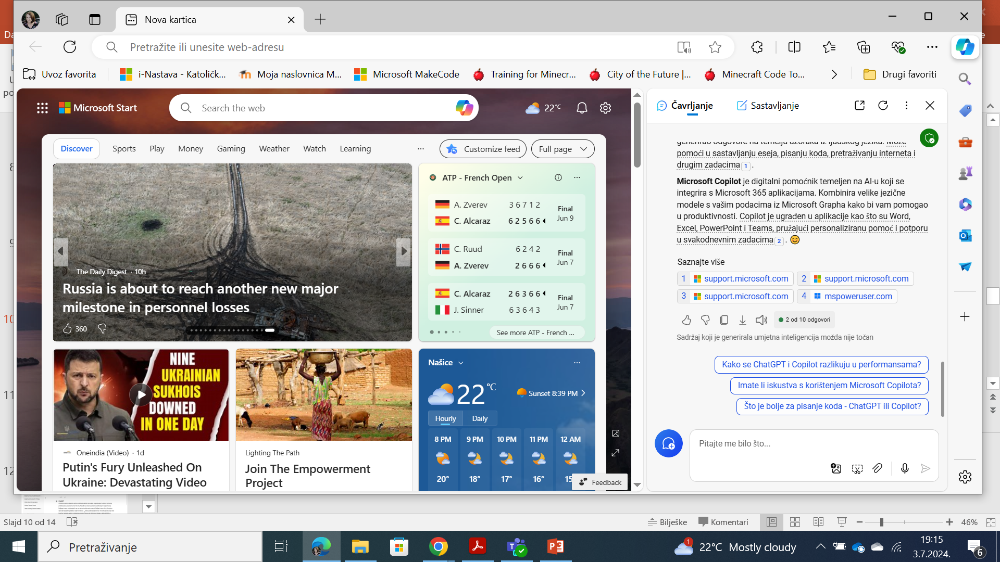 Nova kartica
Pretražite ili unesite web-adresu
Uvoz favorita
i-Nastava - Katoličk...
Moja naslovnica M...
Microsoft MakeCode
Training for Minecr...
City of the Future |...
Minecraft Code To...
Drugi favoriti
Microsoft Start
Search the web
22°C
Discover
Sports
Play
Money
Gaming
Weather
Watch
Learning
Customize feed
Full page
The Daily Digest · 10h
Russia is about to reach another new major
milestone in personnel losses
360
ATP - French Open
A. Zverev 3 6 7 1 2
C. Alcaraz 6 2 5 6 6
Final
Jun 9
C. Ruud 6 2 4 2
A. Zverev 2 6 6 6
Final
Jun 7
C. Alcaraz 2 6 3 6 6
J. Sinner 6 3 6 4 3
Final
Jun 7
See more ATP - French ...
NINE
UKRAINIAN
SUKHOIS
DOWNED
IN ONE DAY
Oneindia (Video) · 1d
Putin's Fury Unleashed On
Ukraine: Devastating Video
Lighting The Path
Join The Empowerment
Project
Našice
22 °C
Sunset 8:39 PM
Hourly
Daily
8 PM 9 PM 10 PM 11 PM 12 AM
20° 18° 17° 16°
Feedback
Čavrljanje
Sastavljanje
generirao odgovore na temelju uzoraka iz ljudskog jezika. Može
pomoći u sastavljanju eseja, pisanju koda, pretraživanju interneta i
drugim zadacima 1 .
Microsoft Copilot je digitalni pomoćnik temeljen na AI-u koji se
integrira s Microsoft 365 aplikacijama. Kombinira velike jezične
modele s vašim podacima iz Microsoft Grapha kako bi vam pomogao
u produktivnosti. Copilot je ugrađen u aplikacije kao što su Word,
Excel, PowerPoint i Teams, pružajući personaliziranu pomoć i potporu
u svakodnevnim zadacima 2 . 😊
Saznajte više
1 support.microsoft.com
2 support.microsoft.com
3 support.microsoft.com
4 mspoweruser.com
2 od 10 odgovori
Sadržaj koji je generirala umjetna inteligencija možda nije točan
Kako se ChatGPT i Copilot razlikuju u performansama?
Imate li iskustva s korištenjem Microsoft Copilota?
Što je bolje za pisanje koda - ChatGPT ili Copilot?
Pitajte me bilo što...
10
11
12
Slajd 10 od 14
Bilješke
Komentari
46%
Pretraživanje
1
22°C Mostly cloudy
19:15
3.7.2024.
6